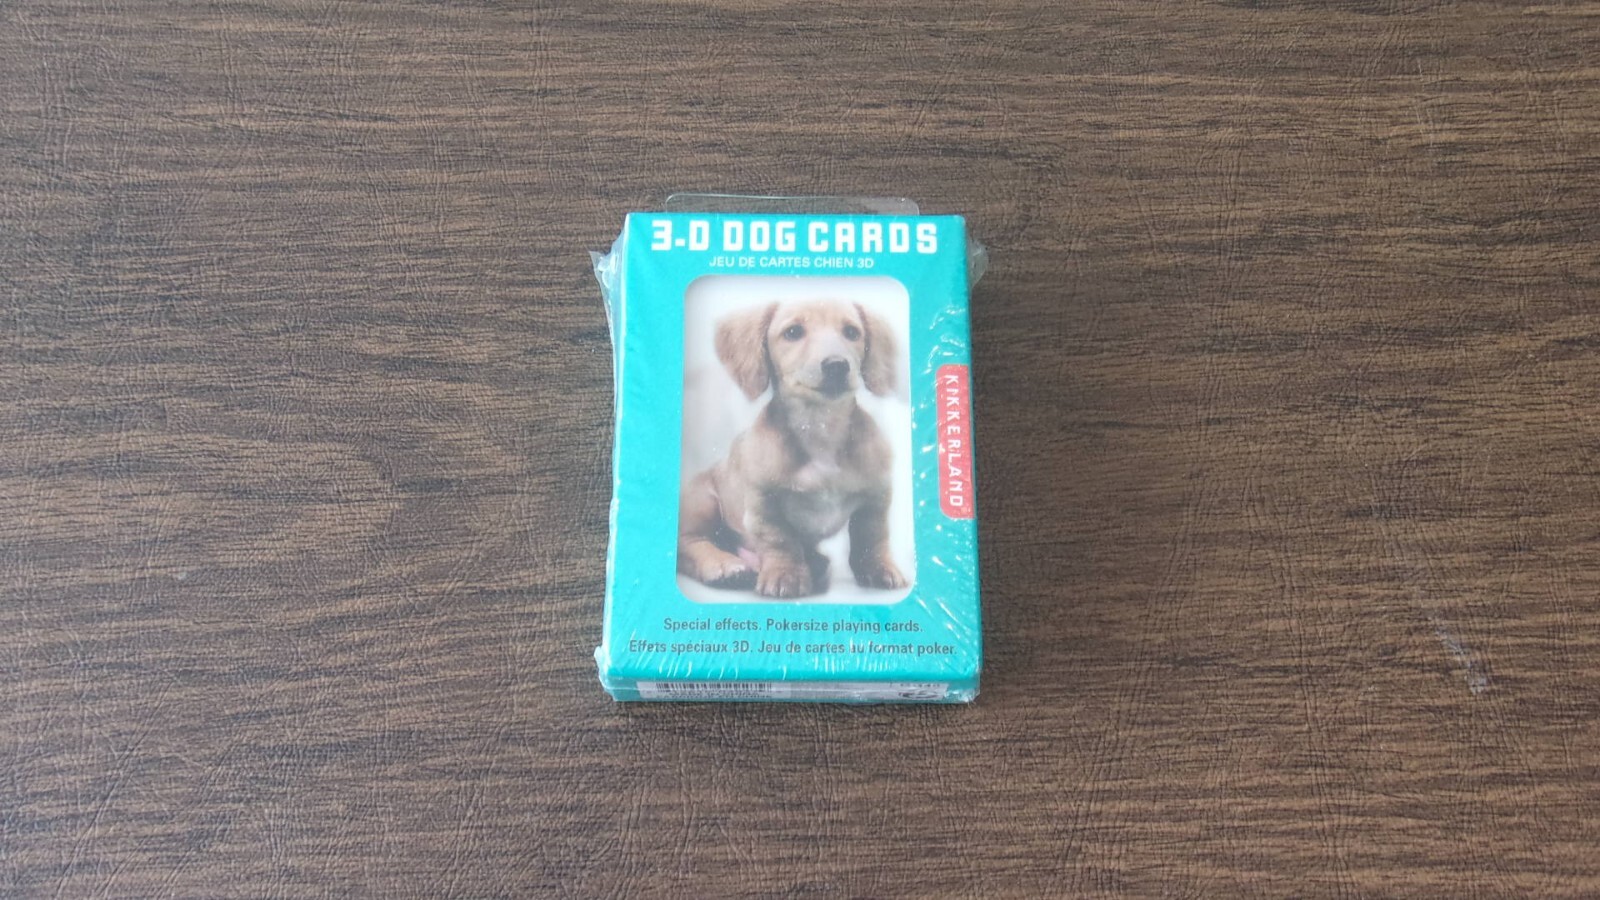 3-D DOG CARDS
JEU DE CARTES CHIEN 3D
KIKKERLAND
Special effects. Pokersize playing cards.
Effets spéciaux 3D. Jeu de cartes au format poker.